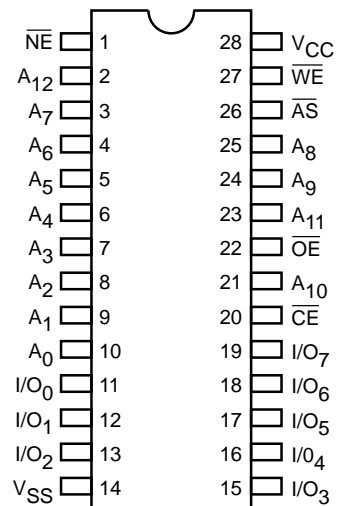 NE 1 28 VCC
A12 2 27 WE
A7 3 26 AS
A6 4 25 A8
A5 5 24 A9
A4 6 23 A11
A3 7 22 OE
A2 8 21 A10
A1 9 20 CE
A0 10 19 I/O7
I/O0 11 18 I/O6
I/O1 12 17 I/O5
I/O2 13 16 I/04
VSS 14 15 I/O3